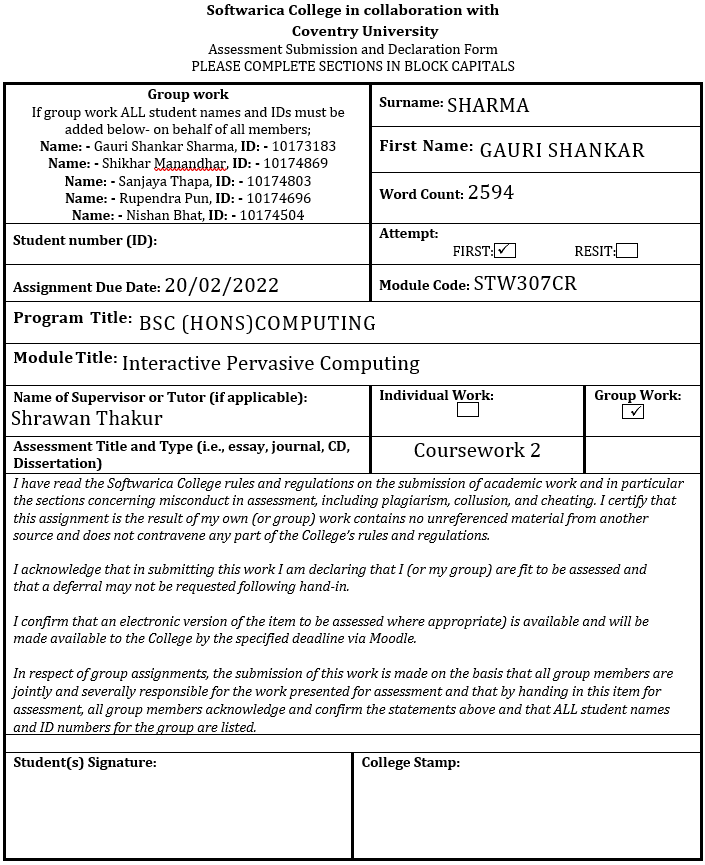 Softwarica College in collaboration with
Coventry University
Assessment Submission and Declaration Form
PLEASE COMPLETE SECTIONS IN BLOCK CAPITALS
Group work
If group work ALL student names and IDs must be
added below- on behalf of all members;
Name: - Gauri Shankar Sharma, ID: - 10173183
Name: - Shikhar Manandhar, ID: - 10174869
Name: - Sanjaya Thapa, ID: - 10174803
Name: - Rupendra Pun, ID: - 10174696
Name: - Nishan Bhat, ID: - 10174504
Surname: SHARMA
First Name: GAURI SHANKAR
Word Count: 2594
Student number (ID):
Attempt:
FIRST:✓ RESIT:
Assignment Due Date: 20/02/2022
Module Code: STW307CR
Program Title: BSC (HONS)COMPUTING
Module Title: Interactive Pervasive Computing
Name of Supervisor or Tutor (if applicable):
Shrawan Thakur
Individual Work:
Group Work:
✓
Assessment Title and Type (i.e., essay, journal, CD,
Dissertation)
Coursework 2
I have read the Softwarica College rules and regulations on the submission of academic work and in particular
the sections concerning misconduct in assessment, including plagiarism, collusion, and cheating. I certify that
this assignment is the result of my own (or group) work contains no unreferenced material from another
source and does not contravene any part of the College's rules and regulations.
I acknowledge that in submitting this work I am declaring that I (or my group) are fit to be assessed and
that a deferral may not be requested following hand-in.
I confirm that an electronic version of the item to be assessed where appropriate) is available and will be
made available to the College by the specified deadline via Moodle.
In respect of group assignments, the submission of this work is made on the basis that all group members are
jointly and severally responsible for the work presented for assessment and that by handing in this item for
assessment, all group members acknowledge and confirm the statements above and that ALL student names
and ID numbers for the group are listed.
Student(s) Signature:
College Stamp: